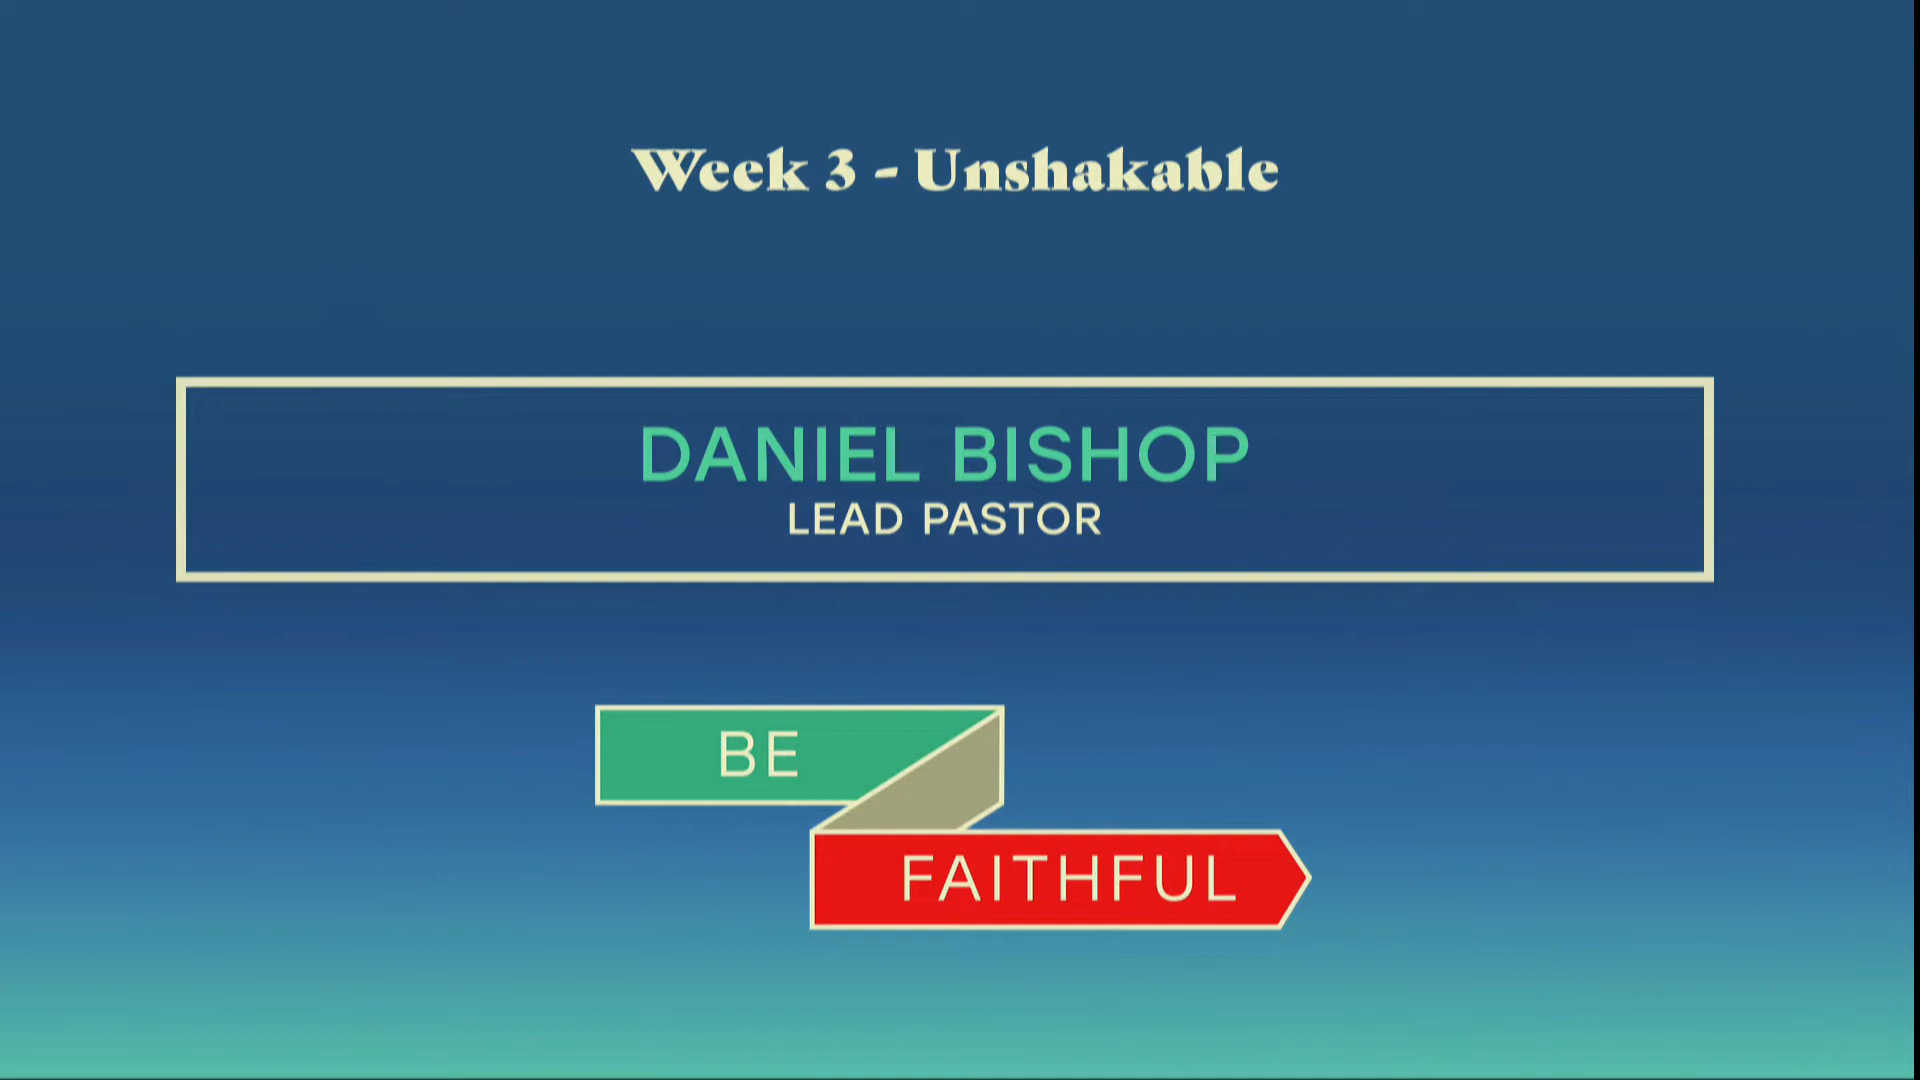 Week 3 - Unshakable
DANIEL BISHOP
LEAD PASTOR
BE
FAITHFUL